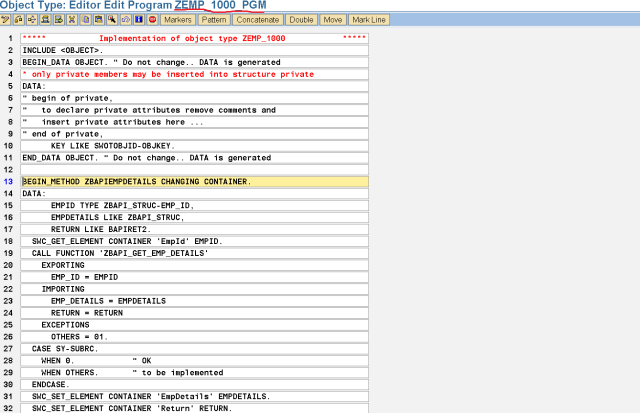 Object Type: Editor Edit Program ZEMP_1000_PGM
Markers Pattern Concatenate Double Move Mark Line
1 ***** Implementation of object type ZEMP_1000 *****
2 INCLUDE <OBJECT>.
3 BEGIN_DATA OBJECT. " Do not change.. DATA is generated
4 * only private members may be inserted into structure private
5 DATA:
6 " begin of private,
7 " to declare private attributes remove comments and
8 " insert private attributes here ...
9 " end of private,
10 KEY LIKE SWOTOBJID-OBJKEY.
11 END_DATA OBJECT. " Do not change.. DATA is generated
12
13 BEGIN_METHOD ZBAPIEMPDETAILS CHANGING CONTAINER.
14 DATA:
15 EMPID TYPE ZBAPI_STRUC-EMP_ID,
16 EMPDETAILS LIKE ZBAPI_STRUC,
17 RETURN LIKE BAPIRET2.
18 SWC_GET_ELEMENT CONTAINER 'EmpId' EMPID.
19 CALL FUNCTION 'ZBAPI_GET_EMP_DETAILS'
20 EXPORTING
21 EMP_ID = EMPID
22 IMPORTING
23 EMP_DETAILS = EMPDETAILS
24 RETURN = RETURN
25 EXCEPTIONS
26 OTHERS = 01.
27 CASE SY-SUBRC.
28 WHEN 0. " OK
29 WHEN OTHERS. " to be implemented
30 ENDCASE.
31 SWC_SET_ELEMENT CONTAINER 'EmpDetails' EMPDETAILS.
32 SWC_SET_ELEMENT CONTAINER 'Return' RETURN.